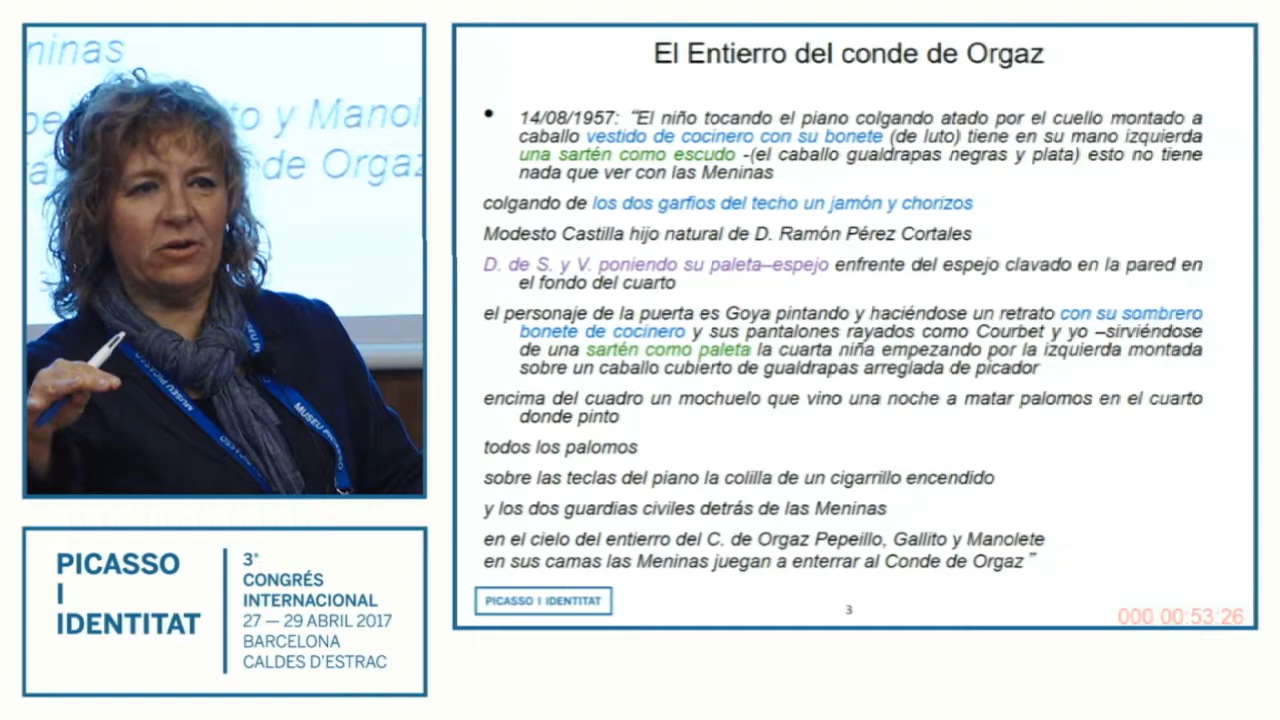 ninas
to y Manol
de Orgaz
MUSEU PICASSO
MUSEU PICASSO
PICASSO
I
IDENTITAT
3r
CONGRÉS
INTERNACIONAL
27 — 29 ABRIL 2017
BARCELONA
CALDES D'ESTRAC
El Entierro del conde de Orgaz
• 14/08/1957: "El niño tocando el piano colgando atado por el cuello montado a
caballo vestido de cocinero con su bonete (de luto) tiene en su mano izquierda
una sartén como escudo -(el caballo gualdrapas negras y plata) esto no tiene
nada que ver con las Meninas
colgando de los dos garfios del techo un jamón y chorizos
Modesto Castilla hijo natural de D. Ramón Pérez Cortales
D. de S. y V. poniendo su paleta–espejo enfrente del espejo clavado en la pared en
el fondo del cuarto
el personaje de la puerta es Goya pintando y haciéndose un retrato con su sombrero
bonete de cocinero y sus pantalones rayados como Courbet y yo –sirviéndose
de una sartén como paleta la cuarta niña empezando por la izquierda montada
sobre un caballo cubierto de gualdrapas arreglada de picador
encima del cuadro un mochuelo que vino una noche a matar palomos en el cuarto
donde pinto
todos los palomos
sobre las teclas del piano la colilla de un cigarrillo encendido
y los dos guardias civiles detrás de las Meninas
en el cielo del entierro del C. de Orgaz Pepeillo, Gallito y Manolete
en sus camas las Meninas juegan a enterrar al Conde de Orgaz "
PICASSO I IDENTITAT
3
000 00:53:26